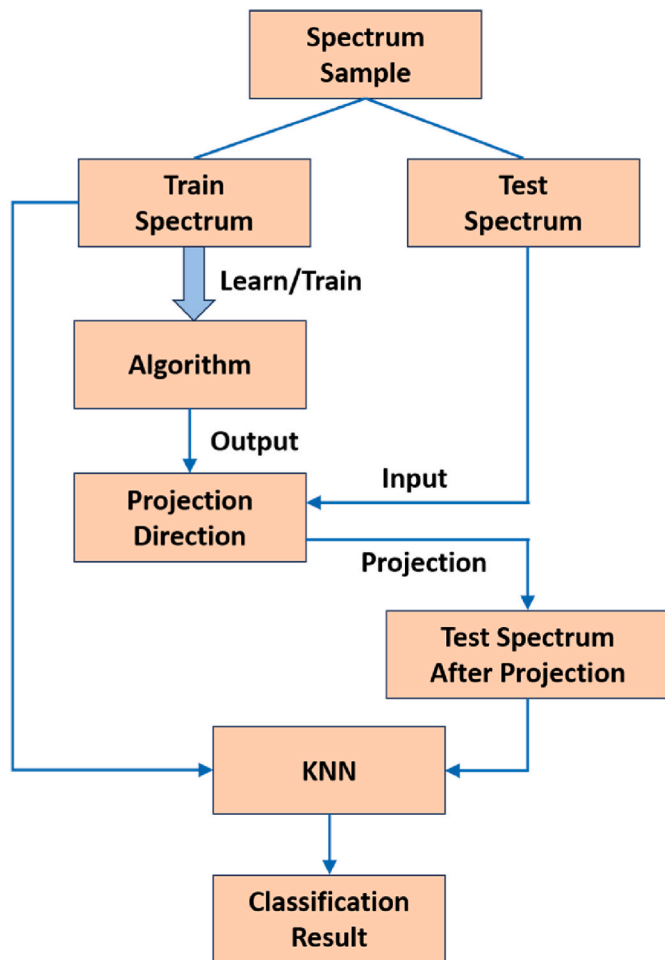 Spectrum
Sample
Train
Spectrum
Test
Spectrum
Learn/Train
Algorithm
Output
Input
Projection
Direction
Projection
Test Spectrum
After Projection
KNN
Classification
Result